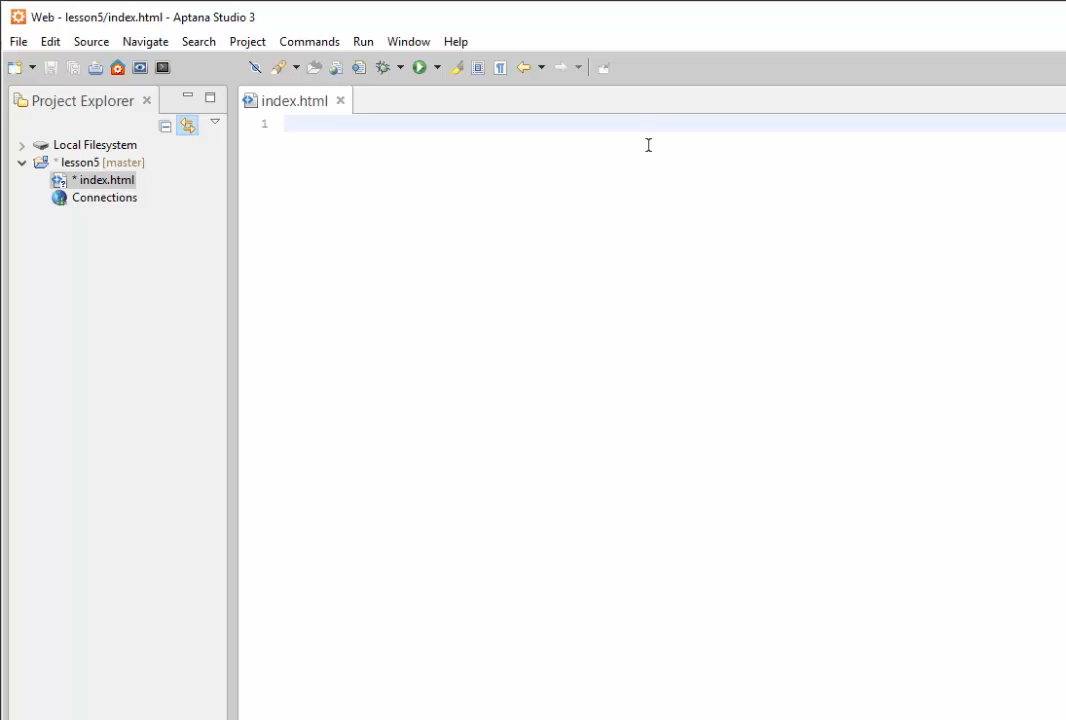 Web - lesson5/index.html - Aptana Studio 3
File Edit Source Navigate Search Project Commands Run Window Help
Project Explorer
index.html
1
Local Filesystem
* lesson5 [master]
* index.html
Connections